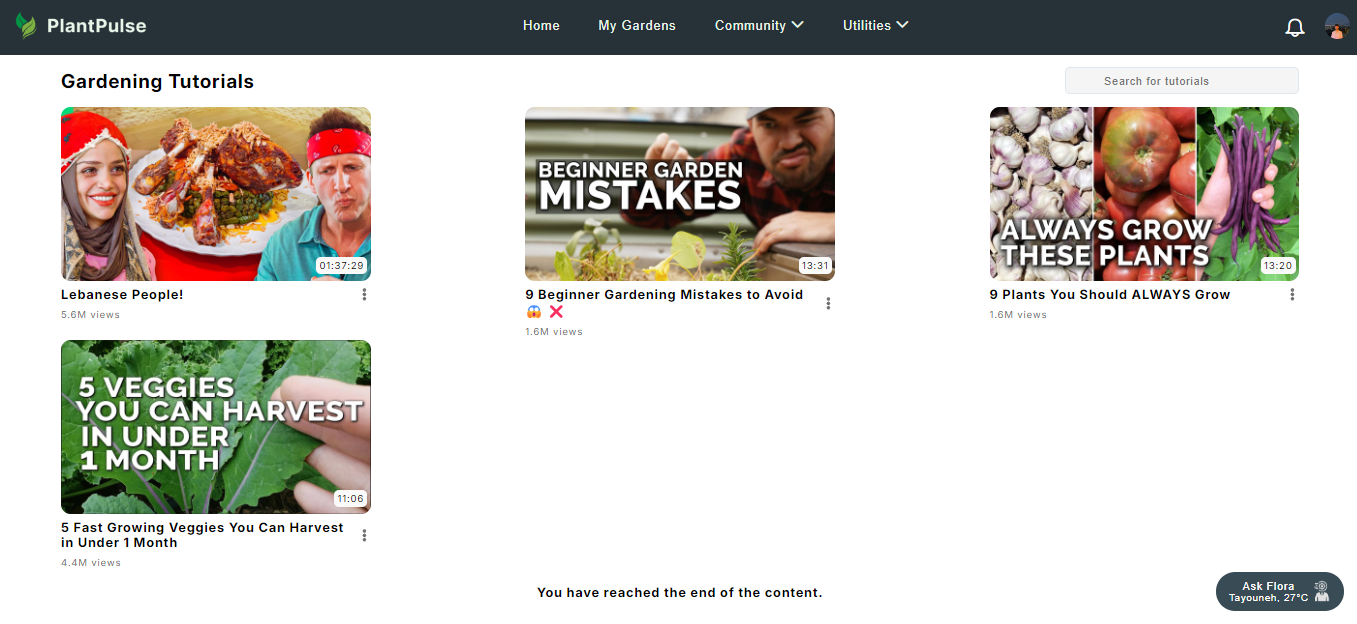 PlantPulse
Home
My Gardens
Community
Utilities
Gardening Tutorials
Search for tutorials
01:37:29
Lebanese People!
5.6M views
BEGINNER GARDEN
MISTAKES
13:31
9 Beginner Gardening Mistakes to Avoid
😱 ❌
1.6M views
ALWAYS GROW
THESE PLANTS
13:20
9 Plants You Should ALWAYS Grow
1.6M views
5 VEGGIES
YOU CAN HARVEST
IN UNDER
1 MONTH
11:06
5 Fast Growing Veggies You Can Harvest
in Under 1 Month
4.4M views
You have reached the end of the content.
Ask Flora
Tayouneh, 27°C